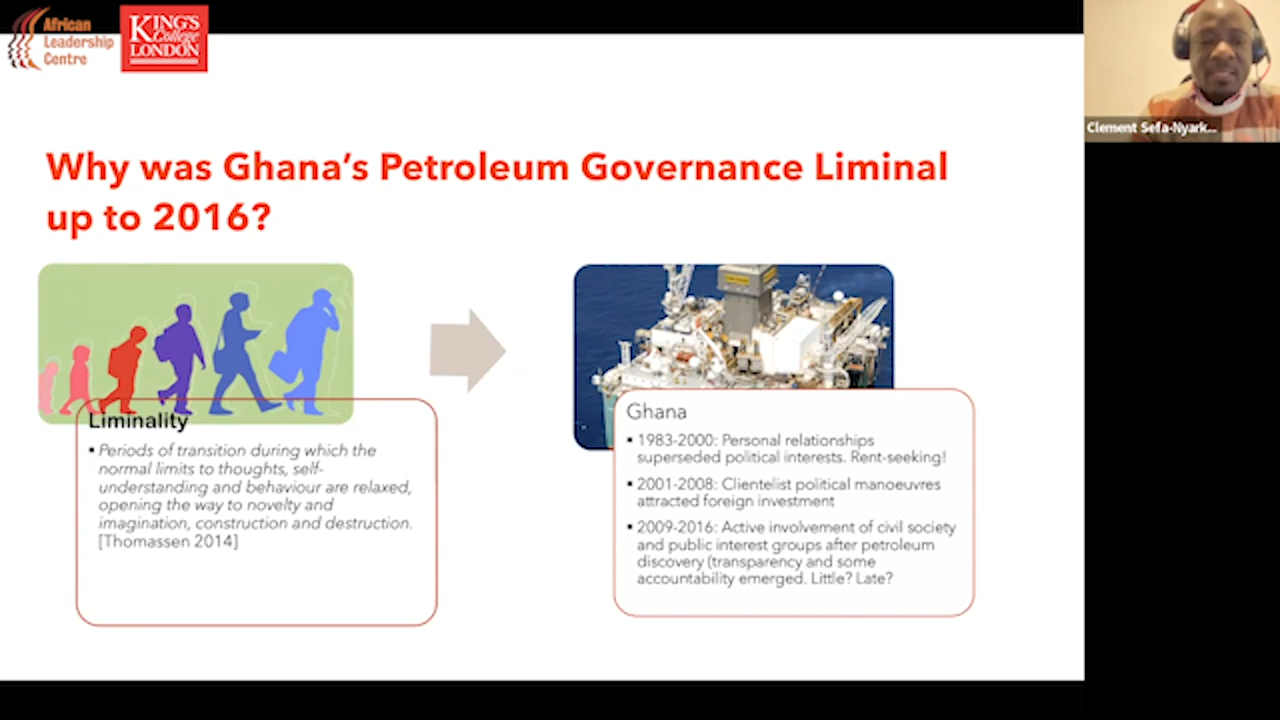 African
Leadership
Centre
KING'S
College
LONDON
Clement Sefa-Nyark...
Why was Ghana's Petroleum Governance Liminal
up to 2016?
Liminality
▪ Periods of transition during which the
normal limits to thoughts, self-
understanding and behaviour are relaxed,
opening the way to novelty and
imagination, construction and destruction.
[Thomassen 2014]
Ghana
▪ 1983-2000: Personal relationships
superseded political interests. Rent-seeking!
▪ 2001-2008: Clientelist political manoeuvres
attracted foreign investment
▪ 2009-2016: Active involvement of civil society
and public interest groups after petroleum
discovery (transparency and some
accountability emerged. Little? Late?